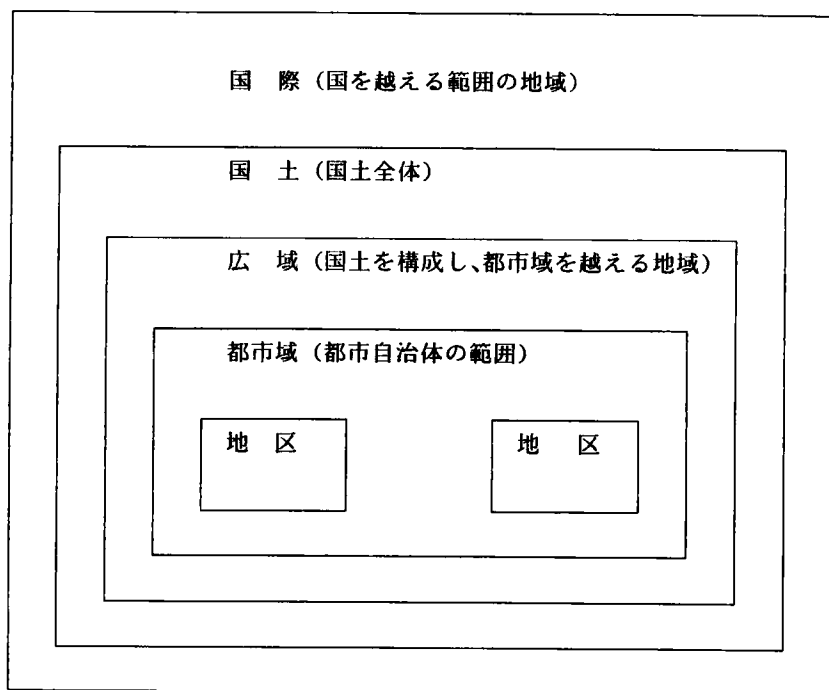 国　際（国を越える範囲の地域）
国　土（国土全体）
広　域（国土を構成し、都市域を越える地域）
都市域（都市自治体の範囲）
地　区
地　区